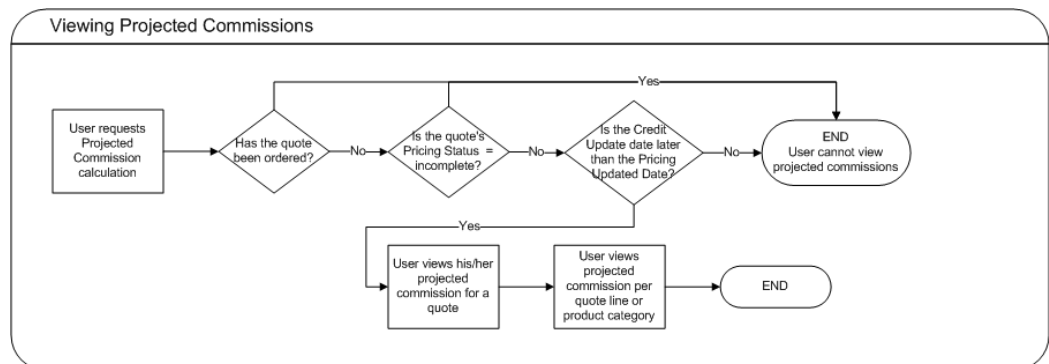 Viewing Projected Commissions
Yes
User requests
Projected
Commission
calculation
Has the quote
been ordered?
No
Is the quote's
Pricing Status =
incomplete?
No
Is the Credit
Update date later
than the Pricing
Updated Date?
No
END
User cannot view
projected commissions
Yes
User views his/her
projected
commission for a
quote
User views
projected
commission per
quote line or
product category
END